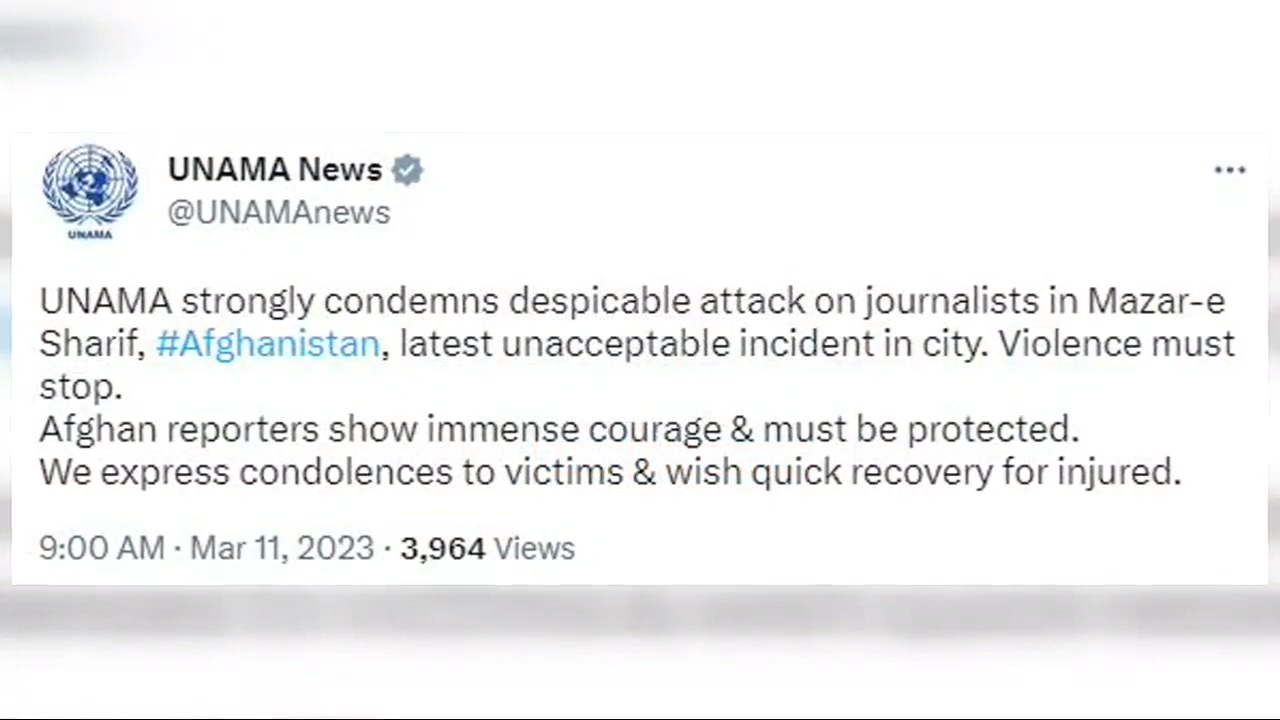 UNAMA
UNAMA News
@UNAMAnews
UNAMA strongly condemns despicable attack on journalists in Mazar-e
Sharif, #Afghanistan, latest unacceptable incident in city. Violence must
stop.
Afghan reporters show immense courage & must be protected.
We express condolences to victims & wish quick recovery for injured.
9:00 AM · Mar 11, 2023 · 3,964 Views